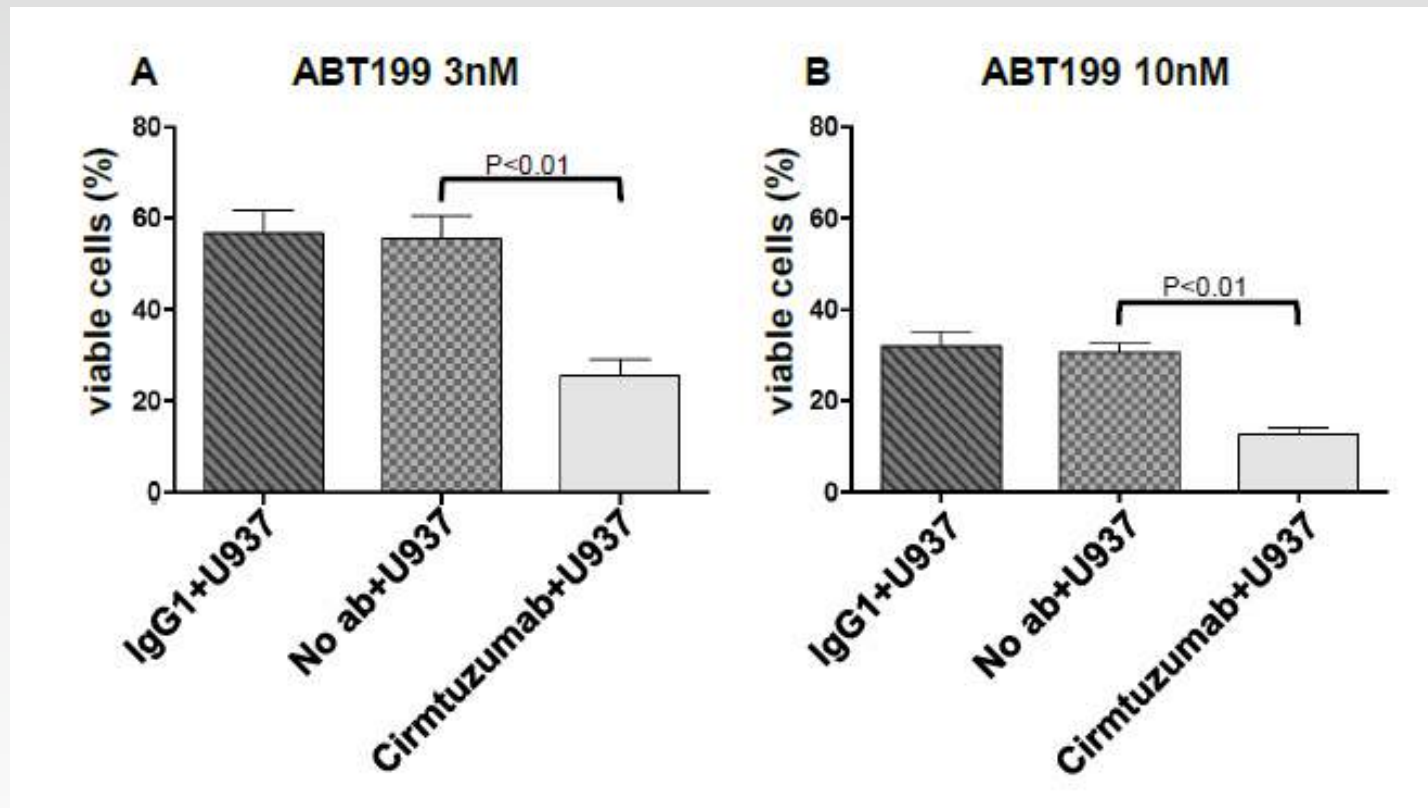 A ABT199 3nM
80
60
40
20
0
viable cells (%)
P<0.01
IgG1+U937
No ab+U937
Cirmtuzumab+U937
B ABT199 10nM
80
60
40
20
0
viable cells (%)
P<0.01
IgG1+U937
No ab+U937
Cirmtuzumab+U937